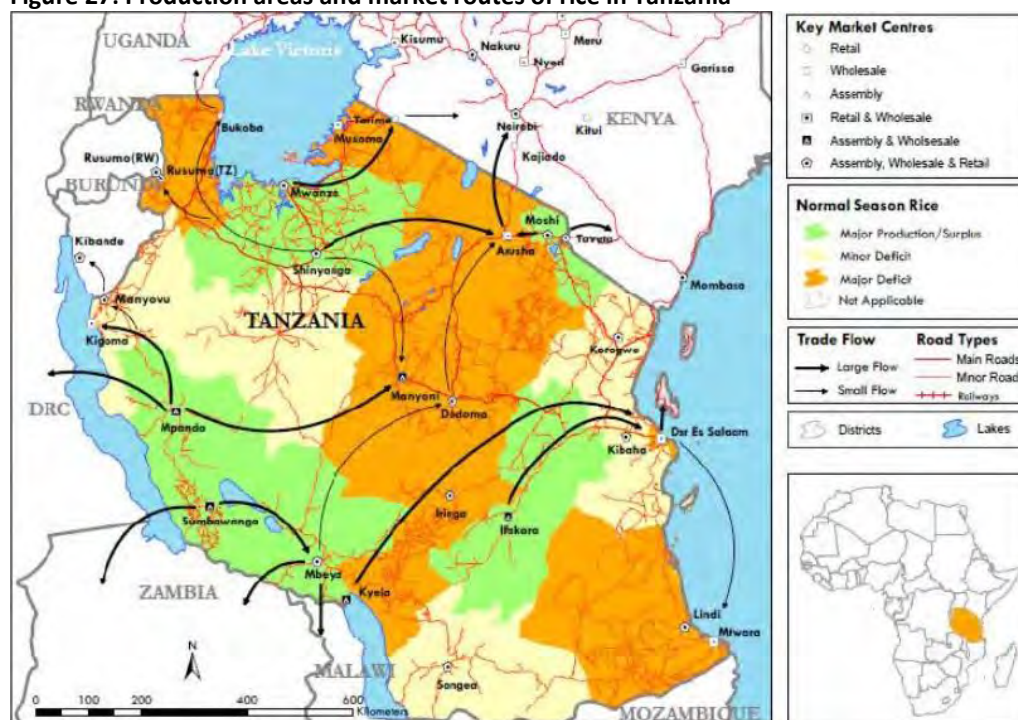 Figure 27: Production areas and market routes of rice in Tanzania
UGANDA
Lake Victoria
Kisumu
Nakuru
Meru
Nyeri
Garissa
RWANDA
Bukoba
Tarime
Musoma
Nairobi
Kitui
KENYA
Kajiado
Rusumo(RW)
Rusumo(TZ)
BURUNDI
Mwanza
Moshi
Taveta
Arusha
Kibande
Shinyanga
Mombasa
Manyovu
TANZANIA
Kigoma
Korogwe
DRC
Manyoni
Dodoma
Mpanda
Dar Es Salaam
Kibaha
Iringa
Sumbawanga
Ifakara
Mbeya
ZAMBIA
Kyela
Lindi
Mtwara
N
MALAWI
Songea
MOZAMBIQUE
0 100 200 400 600
Kilometers
Key Market Centres
Retail
Wholesale
Assembly
Retail & Wholesale
Assembly & Wholsesale
Assembly, Wholesale & Retail
Normal Season Rice
Major Production/Surplus
Minor Deficit
Major Deficit
Not Applicable
Trade Flow
Large Flow
Small Flow
Road Types
Main Roads
Minor Road
Railways
Districts
Lakes